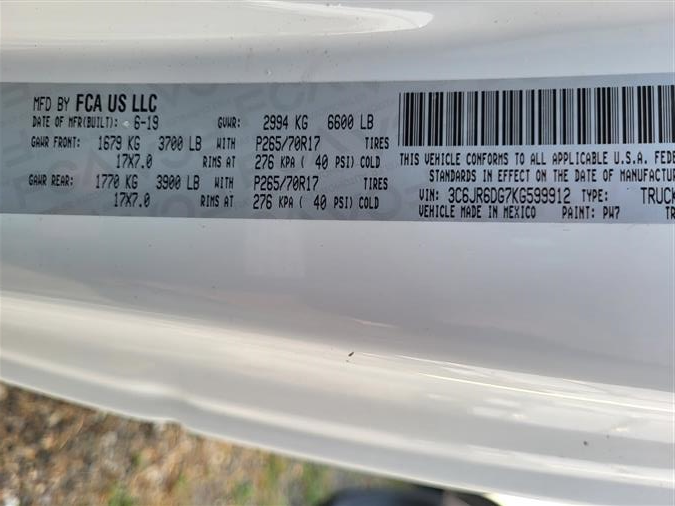 MFD BY FCA US LLC
DATE OF MFR(BUILT): 6-19 GVWR: 2994 KG 6600 LB
GAWR FRONT: 1679 KG 3700 LB WITH P265/70R17 TIRES
17X7.0 RIMS AT 276 KPA ( 40 PSI) COLD
GAWR REAR: 1770 KG 3900 LB WITH P265/70R17 TIRES
17X7.0 RIMS AT 276 KPA ( 40 PSI) COLD
THIS VEHICLE CONFORMS TO ALL APPLICABLE U.S.A. FEDE
STANDARDS IN EFFECT ON THE DATE OF MANUFACTUR
VIN: 3C6JR6DG7KG599912 TYPE: TRUCK
VEHICLE MADE IN MEXICO PAINT: PW7 TR